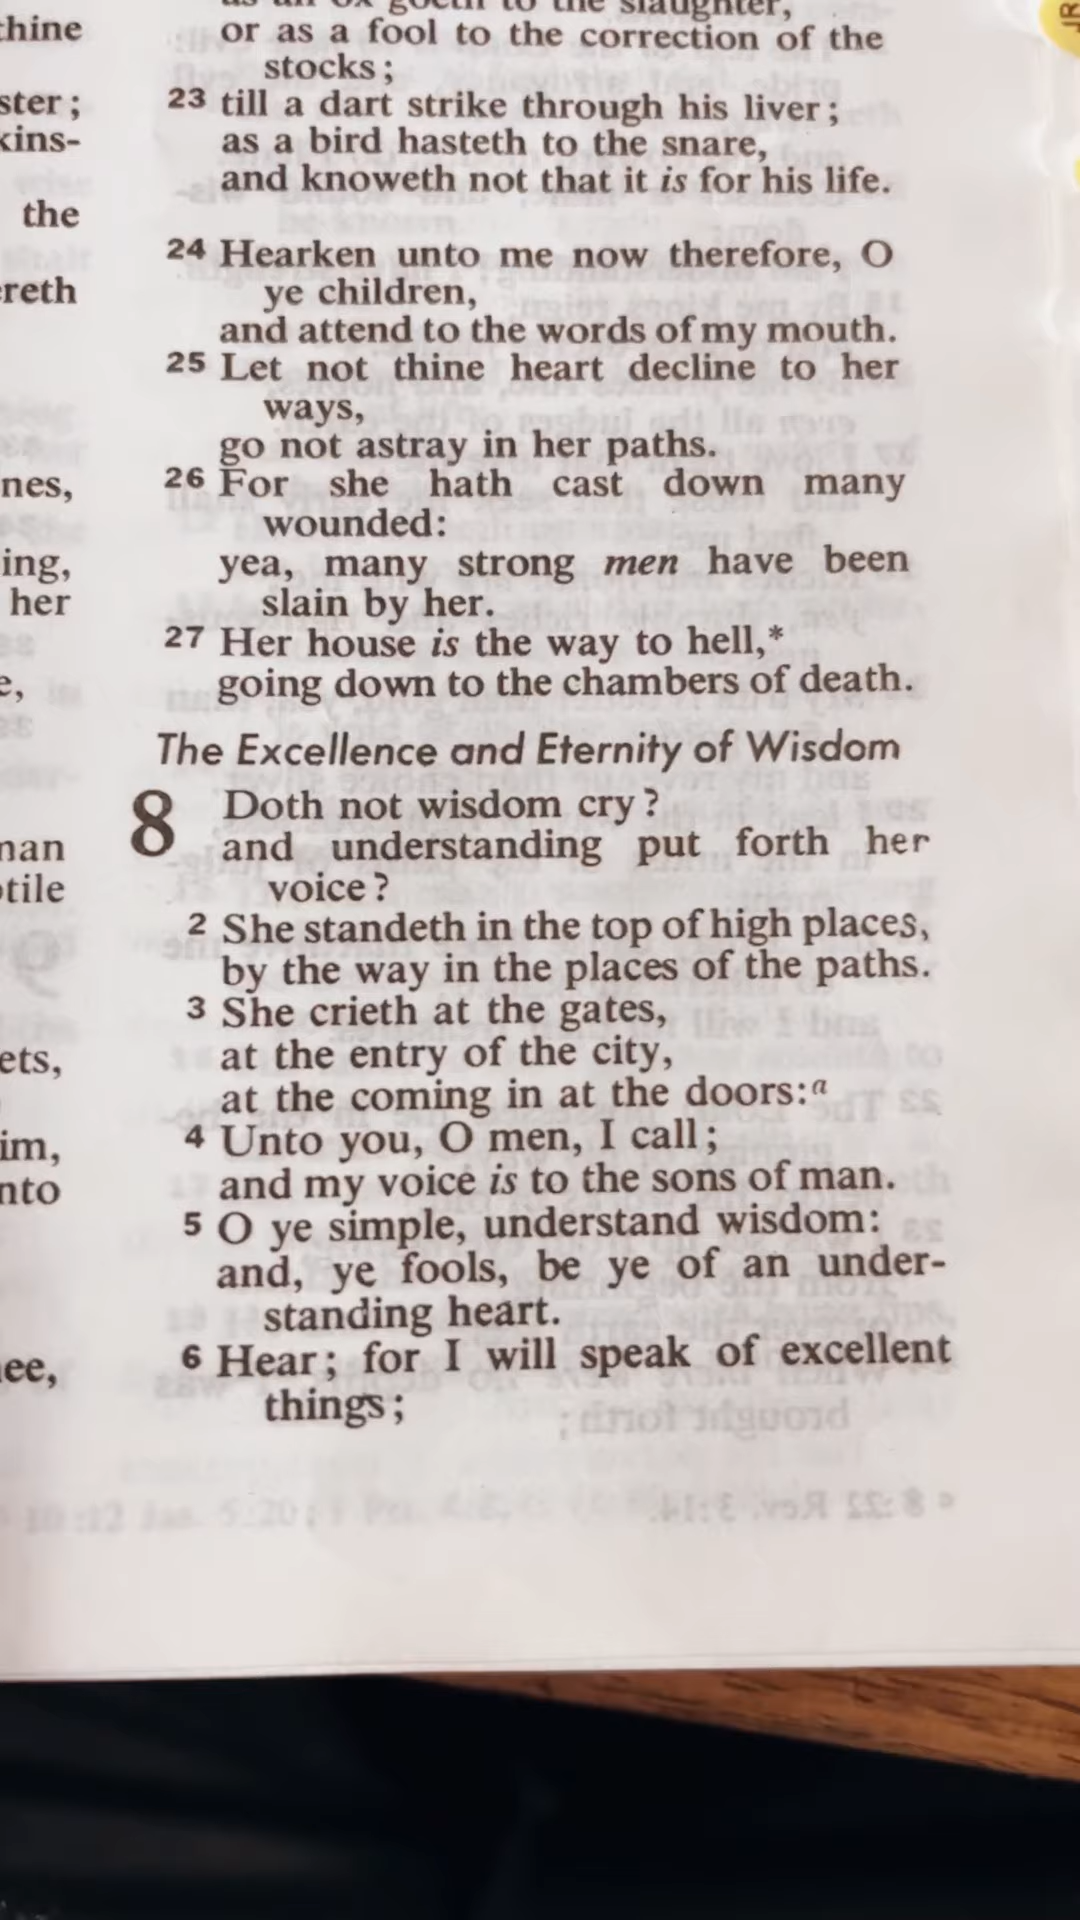 thine
ster;
kins-
the
reth
nes,
ing,
her
e,
man
tile
ets,
im,
nto
ee,
as an ox goeth to the slaughter,
or as a fool to the correction of the
stocks;
23 till a dart strike through his liver;
as a bird hasteth to the snare,
and knoweth not that it is for his life.
24 Hearken unto me now therefore, O
ye children,
and attend to the words of my mouth.
25 Let not thine heart decline to her
ways,
go not astray in her paths.
26 For she hath cast down many
wounded:
yea, many strong men have been
slain by her.
27 Her house is the way to hell,*
going down to the chambers of death.
The Excellence and Eternity of Wisdom
8 Doth not wisdom cry?
and understanding put forth her
voice?
2 She standeth in the top of high places,
by the way in the places of the paths.
3 She crieth at the gates,
at the entry of the city,
at the coming in at the doors:a
4 Unto you, O men, I call;
and my voice is to the sons of man.
5 O ye simple, understand wisdom:
and, ye fools, be ye of an under-
standing heart.
6 Hear; for I will speak of excellent
things;